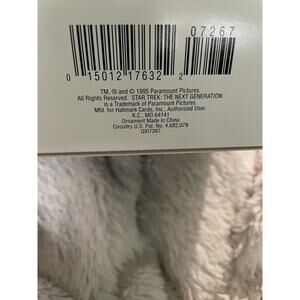 07267
0 15012 17632 2
TM, ® and © 1995 Paramount Pictures.
All Rights Reserved. STAR TREK: THE NEXT GENERATION
is a Trademark of Paramount Pictures.
Mfd. for Hallmark Cards, Inc., Authorized User.
K.C., MO 64141
Ornament Made in China
Circuitry U.S. Pat. No. 4,682,079
QXI7267